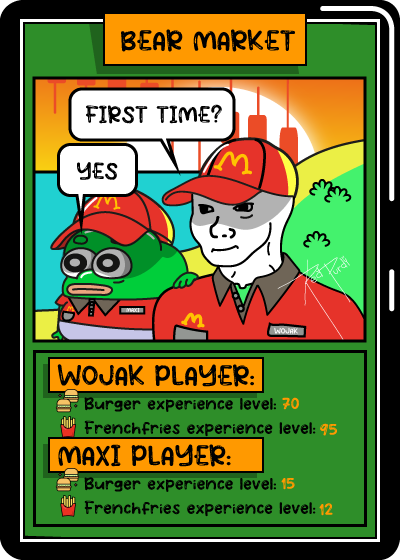 BEAR MARKET
FIRST TIME?
YES
MAXI
WOJAK
WOJAK PLAYER:
Burger experience level: 70
Frenchfries experience level: 95
MAXI PLAYER:
Burger experience level: 15
Frenchfries experience level: 12